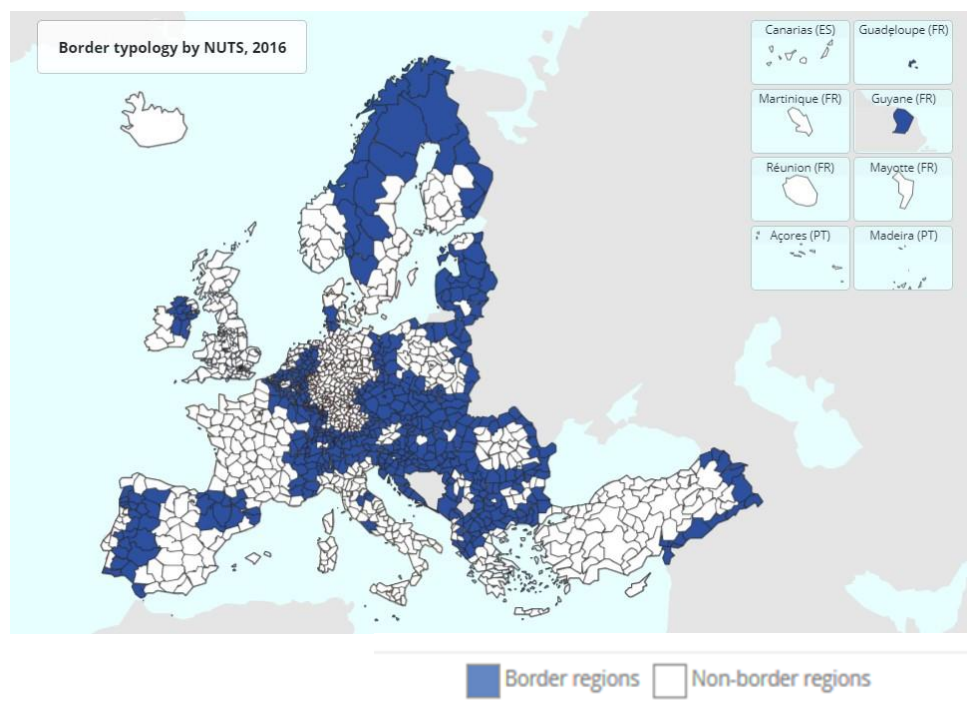 Border typology by NUTS, 2016
Canarias (ES)
Guadeloupe (FR)
Martinique (FR)
Guyane (FR)
Réunion (FR)
Mayotte (FR)
Açores (PT)
Madeira (PT)
Border regions
Non-border regions